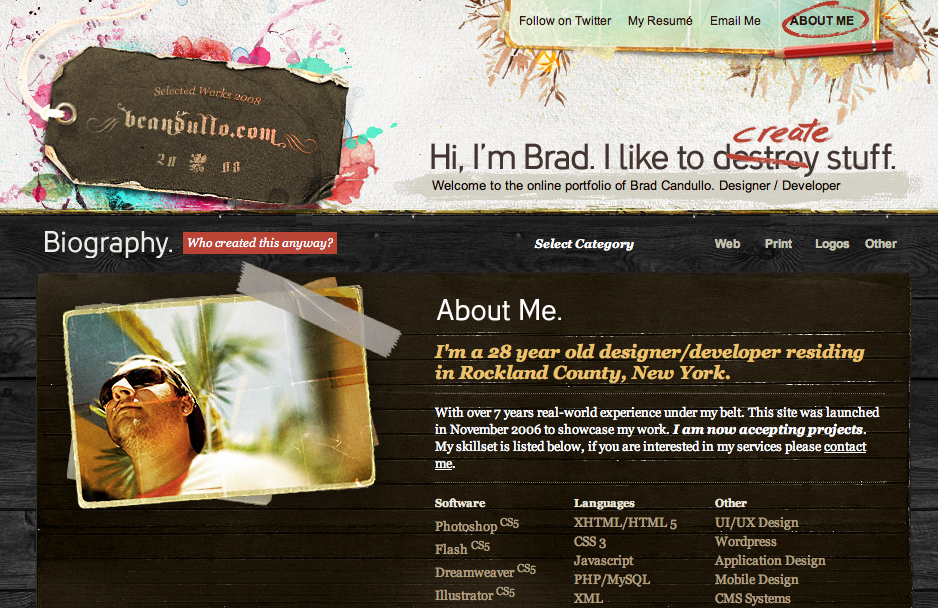 Follow on Twitter My Resumé Email Me ABOUT ME
Selected Works 2008
bcandullo.com
20 08
create
Hi, I'm Brad. I like to destroy stuff.
Welcome to the online portfolio of Brad Candullo. Designer / Developer
Biography. Who created this anyway? Select Category Web Print Logos Other
About Me.
I'm a 28 year old designer/developer residing
in Rockland County, New York.
With over 7 years real-world experience under my belt. This site was launched
in November 2006 to showcase my work. I am now accepting projects.
My skillset is listed below, if you are interested in my services please contact
me.
Software Languages Other
Photoshop CS5 XHTML/HTML 5 UI/UX Design
Flash CS5 CSS 3 Wordpress
Dreamweaver CS5 Javascript Application Design
Illustrator CS5 PHP/MySQL Mobile Design
XML CMS Systems